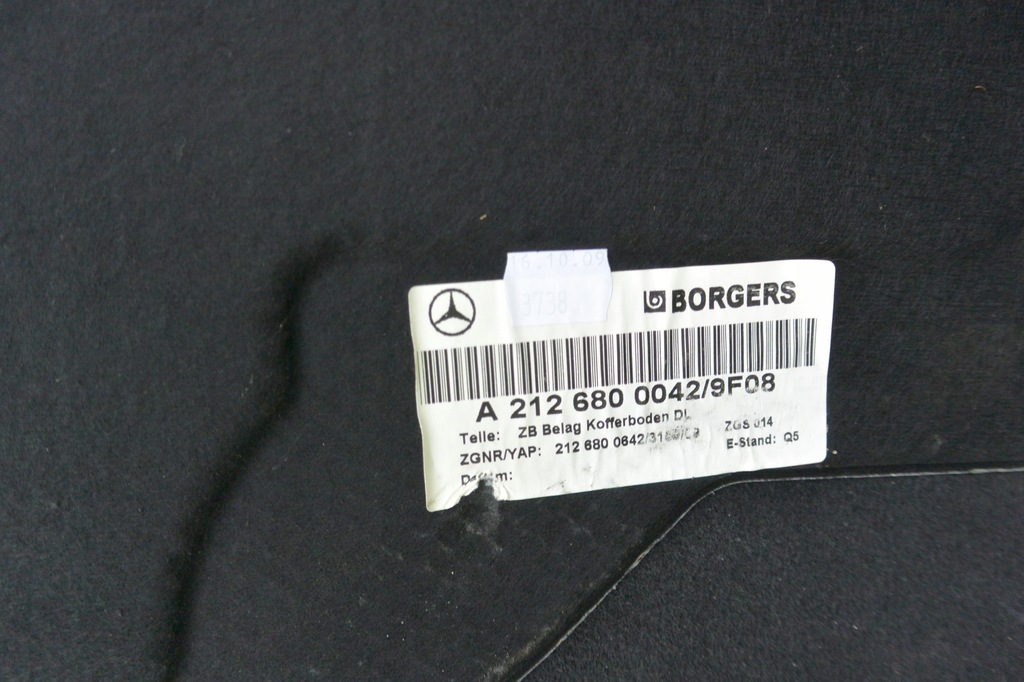 16.10.09
3738
BORGERS
A 212 680 0042/9F08
Teile: ZB Belag Kofferboden DL
ZGS 014
ZGNR/YAP: 212 680 0642/
E-Stand: Q5